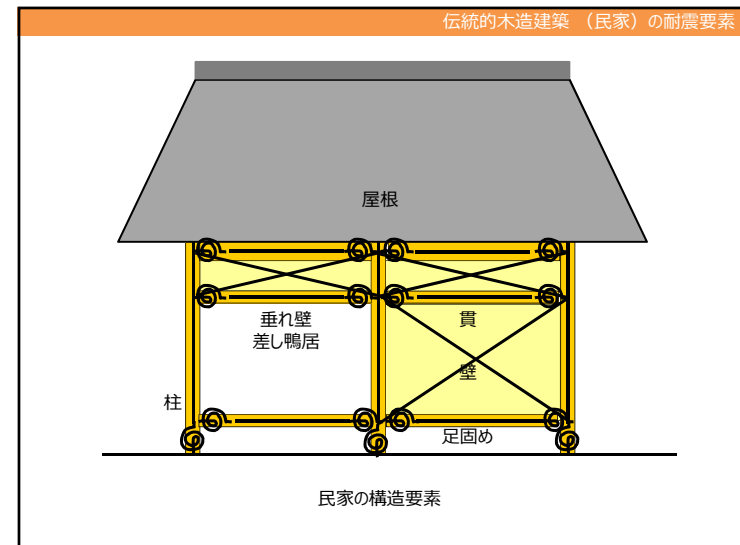 伝統的木造建築 （民家）の耐震要素
屋根
垂れ壁
差し鴨居
貫
壁
柱
足固め
民家の構造要素